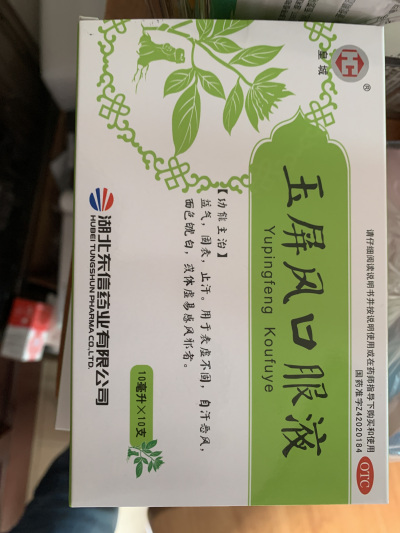 皇城
®
玉屏风口服液
Yupingfeng Koufuye
请仔细阅读说明书并按说明使用或在药师指导下购买和使用
国药准字Z42020184
OTC
【功能主治】
益气，固表，止汗。用于表虚不固，自汗恶风，
面色㿠白，或体虚易感风邪者。
10毫升×10支
湖北东信药业有限公司
HUBEI TUNGSHUN PHARMA CO.,LTD.